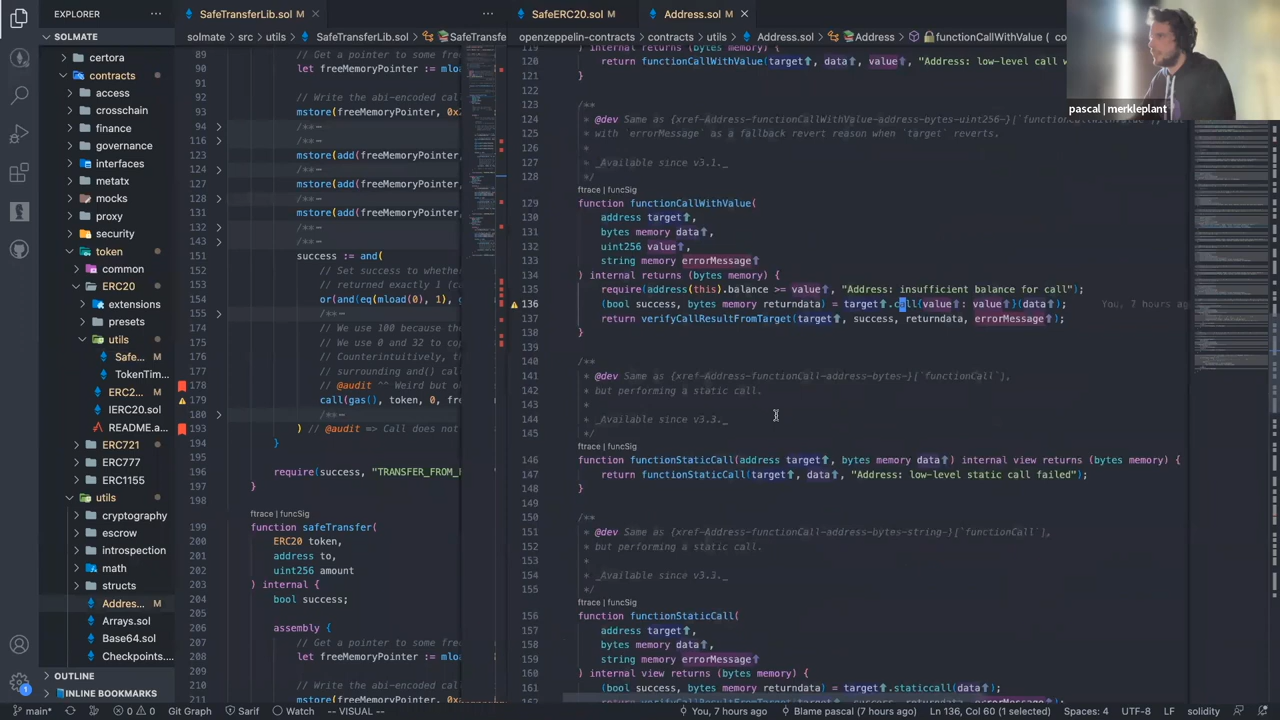 EXPLORER
SOLMATE
certora
contracts
access
crosschain
finance
governance
interfaces
metatx
mocks
proxy
security
token
common
ERC20
extensions
presets
utils
Safe...
M
TokenTim...
ERC2...
M
IERC20.sol
README.a...
ERC721
ERC777
ERC1155
utils
cryptography
escrow
introspection
math
structs
Addres...
M
Arrays.sol
Base64.sol
Checkpoints....
OUTLINE
INLINE BOOKMARKS
SafeTransferLib.sol M
solmate > src > utils > SafeTransferLib.sol > SafeTransfe
89 // Get a pointer to some free
90 let freeMemoryPointer := mloa
91
92 // Write the abi-encoded cal
93 mstore(freeMemoryPointer, 0x
94 /**
116 mstore(add(freeMemoryPointer,
124 /**
127 mstore(add(freeMemoryPointer,
131 mstore(add(freeMemoryPointer,
132 /**
143 /**
151 success := and(
152 // Set success to whethe
153 // returned exactly 1 (c
154 or(and(eq(mload(0), 1), g
155 /**
We use 100 because the
// We use 0 and 32 to cop
// Counterintuitively, th
// surrounding and() call
178 // @audit ^^ Weird but o
179 call(gas(), token, 0, fre
180 /**
193 ) // @audit => Call does not
194 }
195
196 require(success, "TRANSFER_FROM_F
197 }
198
ftrace | funcSig
199 function safeTransfer(
200 ERC20 token,
201 address to,
202 uint256 amount
203 ) internal {
204 bool success;
205
206 assembly {
207 // Get a pointer to some free
208 let freeMemoryPointer := mloa
209
210 // Write the abi-encoded cal
211 mstore(freeMemoryPointer, 0xa
SafeERC20.sol M
Address.sol M
openzeppelin-contracts > contracts > utils > Address.sol > Address > functionCallWithValue
119 ) internal returns (bytes memory) {
120 return functionCallWithValue(target, data, value, "Address: low-level call w
121 }
122
123 /**
124 * @dev Same as {xref-Address-functionCallWithValue-address-bytes-uint256-}[`functionCallWithValue`], but
125 * with `errorMessage` as a fallback revert reason when `target` reverts.
126 *
127 * _Available since v3.1._
128 */
ftrace | funcSig
129 function functionCallWithValue(
130 address target,
131 bytes memory data,
132 uint256 value,
133 string memory errorMessage
134 ) internal returns (bytes memory) {
135 require(address(this).balance >= value, "Address: insufficient balance for call");
136 (bool success, bytes memory returndata) = target.call{value: value}(data); You, 7 hours ag
137 return verifyCallResultFromTarget(target, success, returndata, errorMessage);
138 }
139
140 /**
141 * @dev Same as {xref-Address-functionCall-address-bytes-}[`functionCall`],
142 * but performing a static call.
143 *
144 * _Available since v3.3._
145 */
ftrace | funcSig
146 function functionStaticCall(address target, bytes memory data) internal view returns (bytes memory) {
147 return functionStaticCall(target, data, "Address: low-level static call failed");
148 }
149
150 /**
151 * @dev Same as {xref-Address-functionCall-address-bytes-string-}[`functionCall`],
152 * but performing a static call.
153 *
154 * _Available since v3.3._
155 */
ftrace | funcSig
156 function functionStaticCall(
157 address target,
158 bytes memory data,
159 string memory errorMessage
160 ) internal view returns (bytes memory) {
161 (bool success, bytes memory returndata) = target.staticcall(data);
pascal | merkleplant
main* 0 0 Git Graph Sarif Watch -- VISUAL -- You, 7 hours ago Blame pascal (7 hours ago) Ln 136, Col 60 (1 selected) Spaces: 4 UTF-8 LF solidity